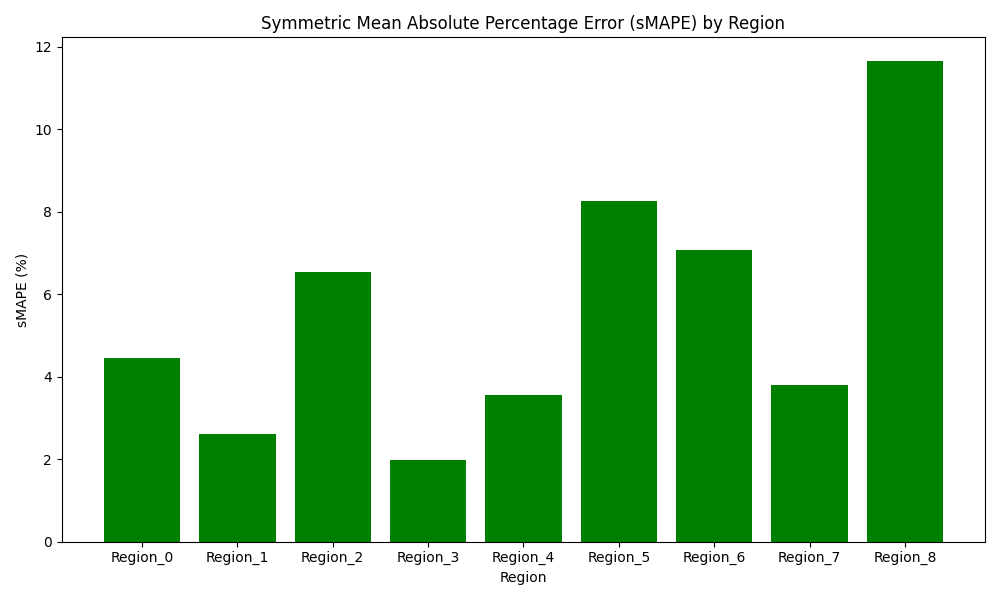 Symmetric Mean Absolute Percentage Error (sMAPE) by Region
12
10
8
6
4
2
0
sMAPE (%)
Region_0 Region_1 Region_2 Region_3 Region_4 Region_5 Region_6 Region_7 Region_8
Region